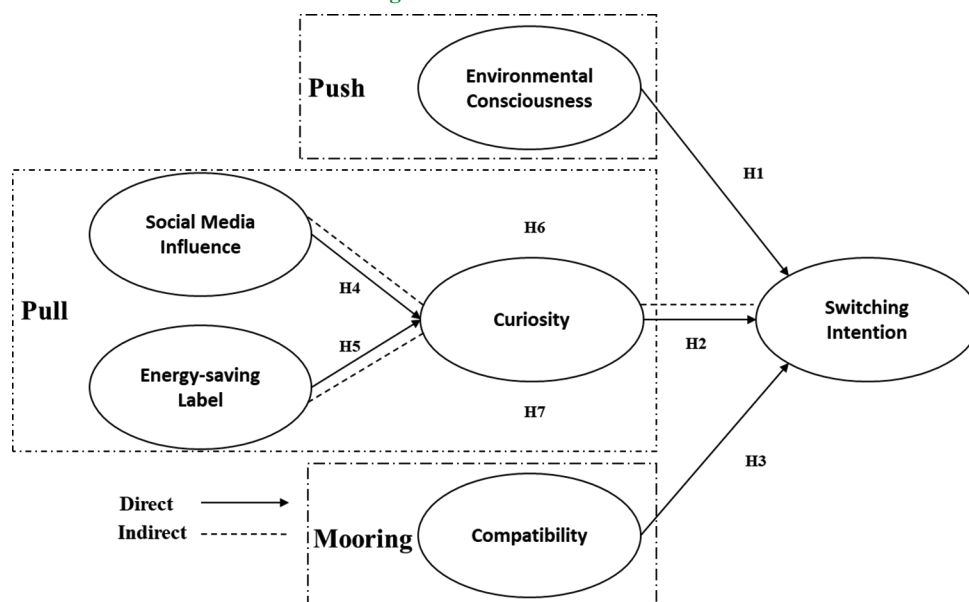 Environmental
Consciousness
Push
H1
Social Media
Influence
H6
H4
Pull
Curiosity
Switching
Intention
H2
H5
Energy-saving
Label
H7
H3
Direct
Indirect
Mooring
Compatibility